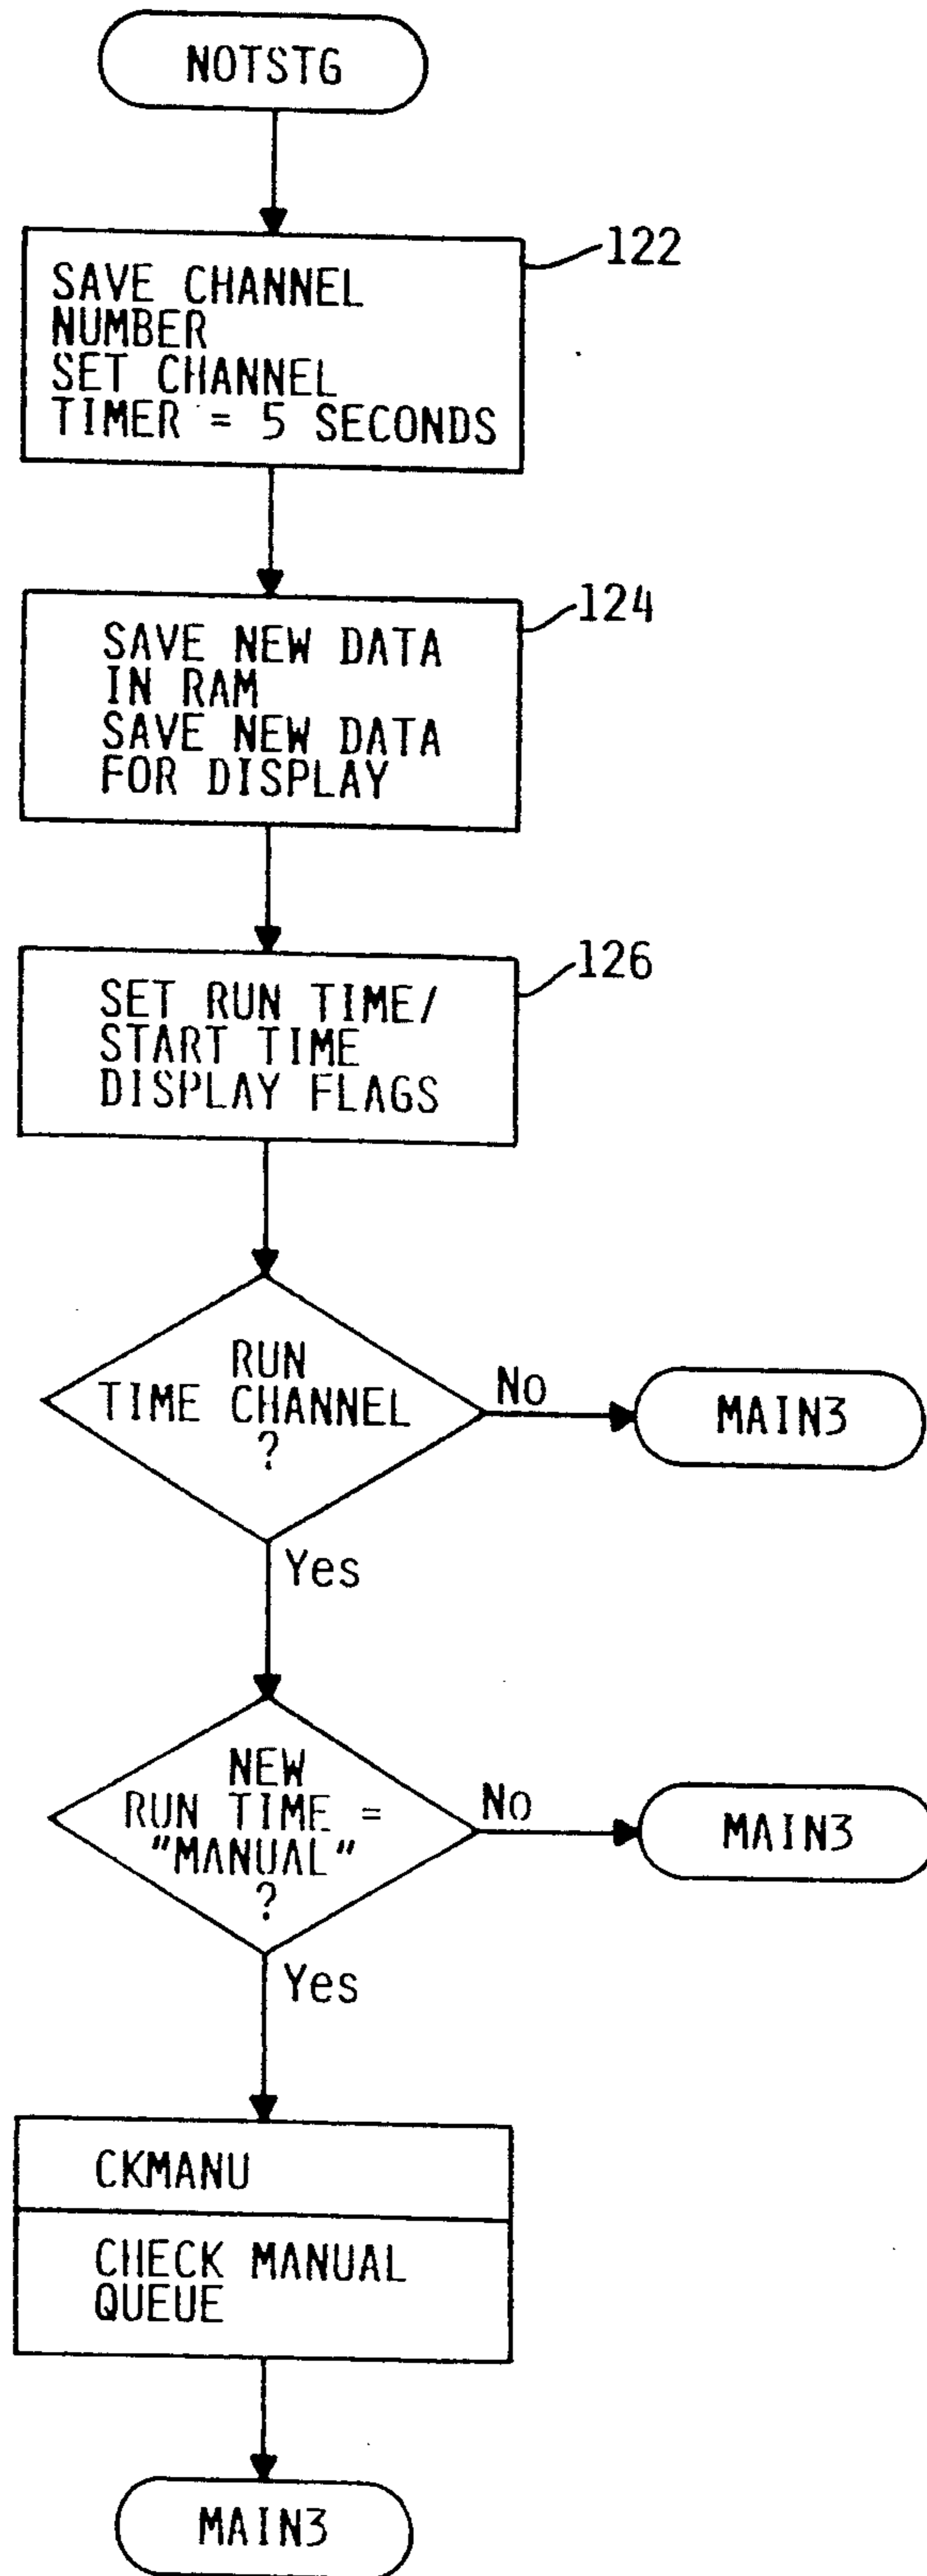 NOTSTG
122
SAVE CHANNEL
NUMBER
SET CHANNEL
TIMER = 5 SECONDS
124
SAVE NEW DATA
IN RAM
SAVE NEW DATA
FOR DISPLAY
126
SET RUN TIME/
START TIME
DISPLAY FLAGS
RUN
TIME CHANNEL
?
No
MAIN3
Yes
NEW
RUN TIME =
"MANUAL"
?
No
MAIN3
Yes
CKMANU
CHECK MANUAL
QUEUE
MAIN3